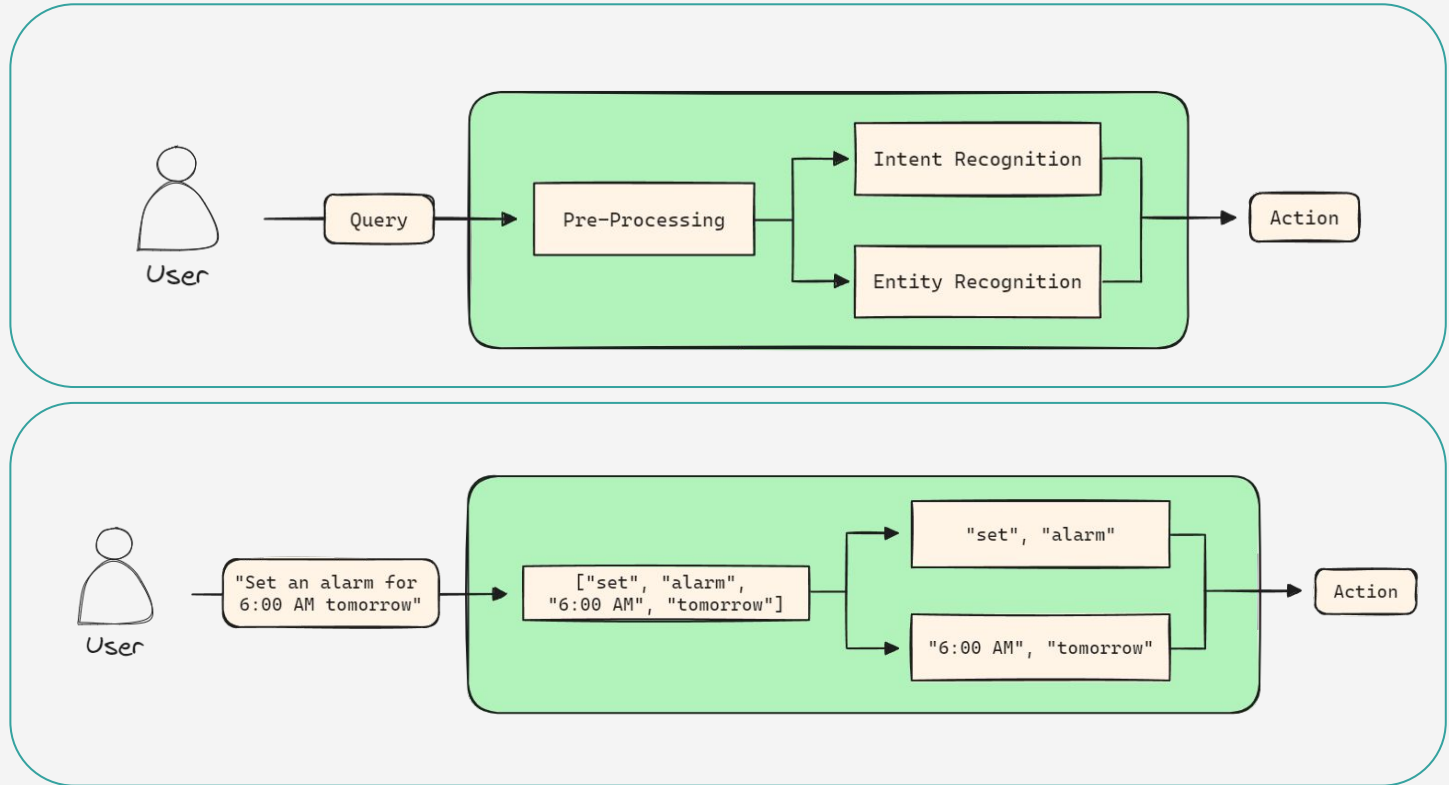 User
Query
Pre-Processing
Intent Recognition
Entity Recognition
Action
User
"Set an alarm for
6:00 AM tomorrow"
["set", "alarm",
"6:00 AM", "tomorrow"]
"set", "alarm"
"6:00 AM", "tomorrow"
Action